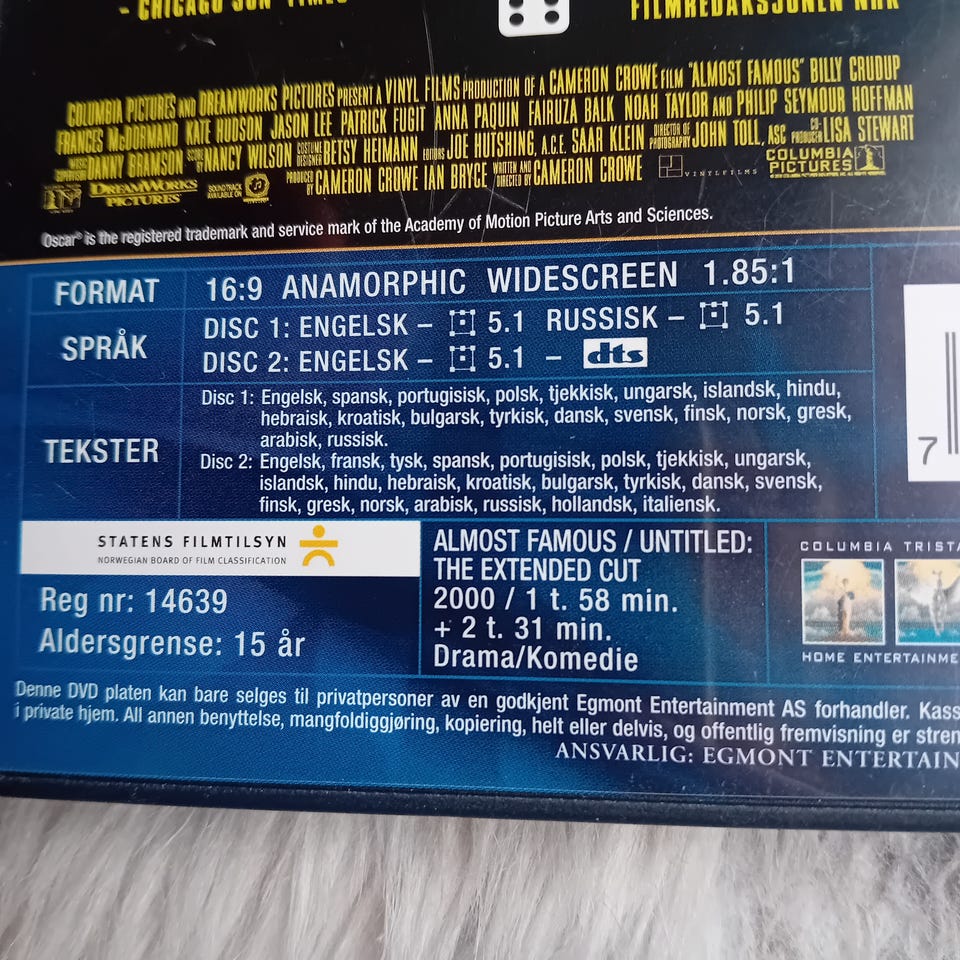 - CHICAGO SUN-TIMES
FILMREDAKSJONEN NRK
COLUMBIA PICTURES AND DREAMWORKS PICTURES PRESENT A VINYL FILMS PRODUCTION OF A CAMERON CROWE FILM "ALMOST FAMOUS" BILLY CRUDUP
FRANCES McDORMAND KATE HUDSON JASON LEE PATRICK FUGIT ANNA PAQUIN FAIRUZA BALK NOAH TAYLOR AND PHILIP SEYMOUR HOFFMAN
MUSIC SUPERVISOR DANNY BRAMSON SCORE BY NANCY WILSON COSTUME DESIGNER BETSY HEIMANN EDITORS JOE HUTSHING, A.C.E. SAAR KLEIN DIRECTOR OF PHOTOGRAPHY JOHN TOLL, ASC CO-PRODUCER LISA STEWART
DREAMWORKS PICTURES SOUNDTRACK AVAILABLE ON PRODUCED BY CAMERON CROWE IAN BRYCE WRITTEN AND DIRECTED BY CAMERON CROWE VINYLFILMS COLUMBIA PICTURES
Oscar® is the registered trademark and service mark of the Academy of Motion Picture Arts and Sciences.
FORMAT 16:9 ANAMORPHIC WIDESCREEN 1.85:1
SPRÅK
DISC 1: ENGELSK – 5.1 RUSSISK – 5.1
DISC 2: ENGELSK – 5.1 – dts
TEKSTER
Disc 1: Engelsk, spansk, portugisisk, polsk, tjekkisk, ungarsk, islandsk, hindu,
hebraisk, kroatisk, bulgarsk, tyrkisk, dansk, svensk, finsk, norsk, gresk,
arabisk, russisk.
Disc 2: Engelsk, fransk, tysk, spansk, portugisisk, polsk, tjekkisk, ungarsk,
islandsk, hindu, hebraisk, kroatisk, bulgarsk, tyrkisk, dansk, svensk,
finsk, gresk, norsk, arabisk, russisk, hollandsk, italiensk.
7
STATENS FILMTILSYN
NORWEGIAN BOARD OF FILM CLASSIFICATION
Reg nr: 14639
Aldersgrense: 15 år
ALMOST FAMOUS / UNTITLED:
THE EXTENDED CUT
2000 / 1 t. 58 min.
+ 2 t. 31 min.
Drama/Komedie
COLUMBIA TRISTA
HOME ENTERTAINME
Denne DVD platen kan bare selges til privatpersoner av en godkjent Egmont Entertainment AS forhandler. Kass
i private hjem. All annen benyttelse, mangfoldiggjøring, kopiering, helt eller delvis, og offentlig fremvisning er stren
ANSVARLIG: EGMONT ENTERTAIN